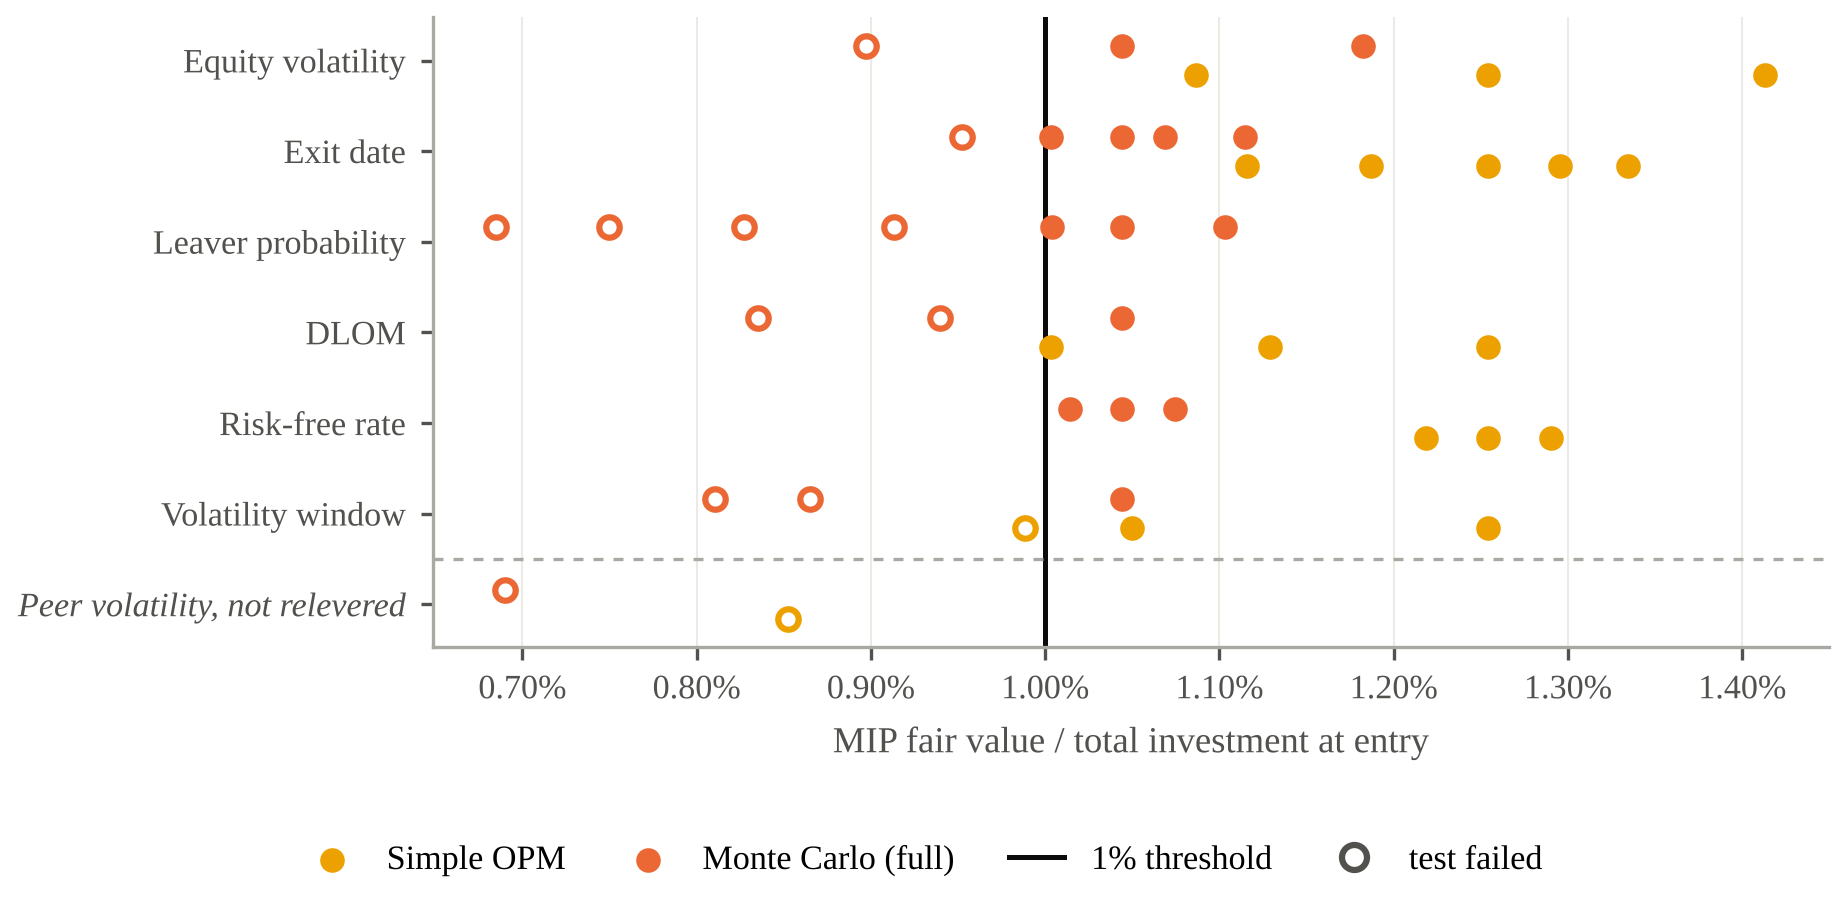 Equity volatility
Exit date
Leaver probability
DLOM
Risk-free rate
Volatility window
Peer volatility, not relevered
0.70% 0.80% 0.90% 1.00% 1.10% 1.20% 1.30% 1.40%
MIP fair value / total investment at entry
Simple OPM Monte Carlo (full) 1% threshold test failed